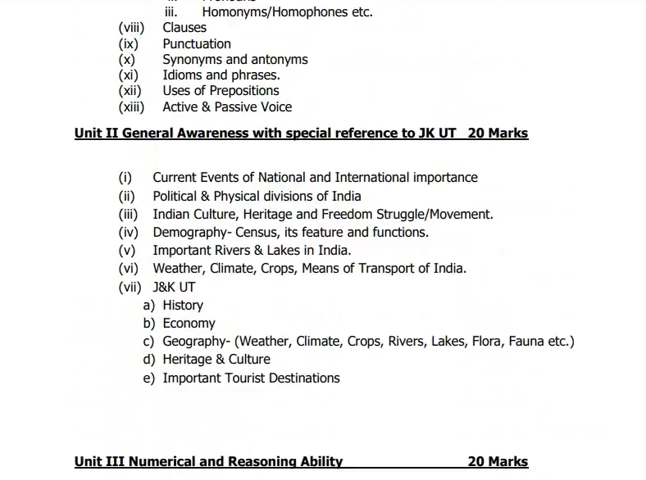 iii. Homonyms/Homophones etc.
(viii) Clauses
(ix) Punctuation
(x) Synonyms and antonyms
(xi) Idioms and phrases.
(xii) Uses of Prepositions
(xiii) Active & Passive Voice
Unit II General Awareness with special reference to JK UT 20 Marks
(i) Current Events of National and International importance
(ii) Political & Physical divisions of India
(iii) Indian Culture, Heritage and Freedom Struggle/Movement.
(iv) Demography- Census, its feature and functions.
(v) Important Rivers & Lakes in India.
(vi) Weather, Climate, Crops, Means of Transport of India.
(vii) J&K UT
a) History
b) Economy
c) Geography- (Weather, Climate, Crops, Rivers, Lakes, Flora, Fauna etc.)
d) Heritage & Culture
e) Important Tourist Destinations
Unit III Numerical and Reasoning Ability 20 Marks